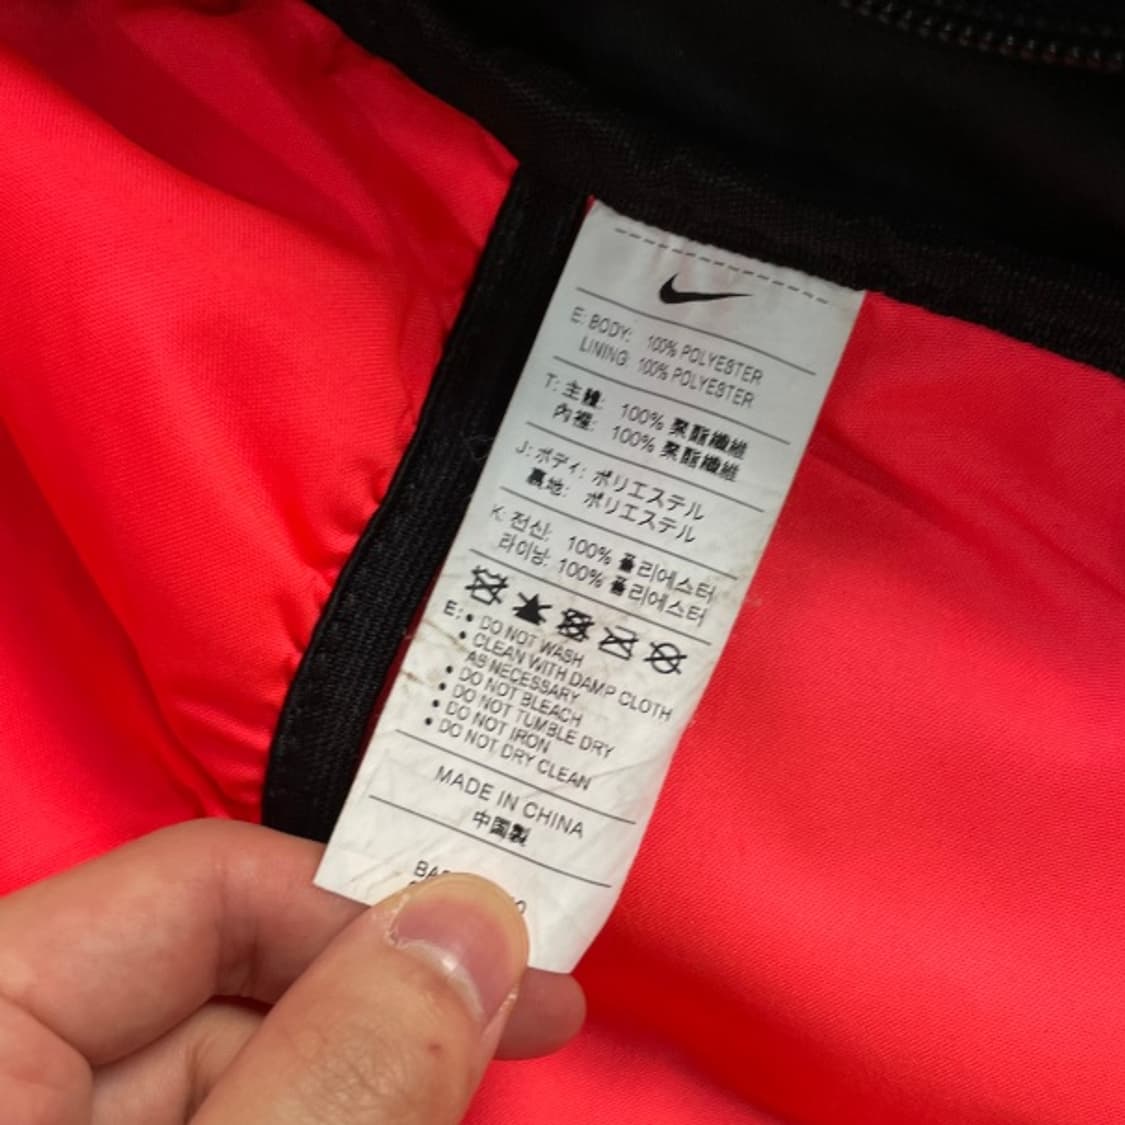 E: BODY: 100% POLYESTER
LINING: 100% POLYESTER
T: 主體: 100% 聚酯纖維
內裡: 100% 聚酯纖維
J: ボディ: ポリエステル
裏地: ポリエステル
K: 전신: 100% 폴리에스터
라이닝: 100% 폴리에스터
E: • DO NOT WASH
• CLEAN WITH DAMP CLOTH
AS NECESSARY
• DO NOT BLEACH
• DO NOT TUMBLE DRY
• DO NOT IRON
• DO NOT DRY CLEAN
MADE IN CHINA
中国製